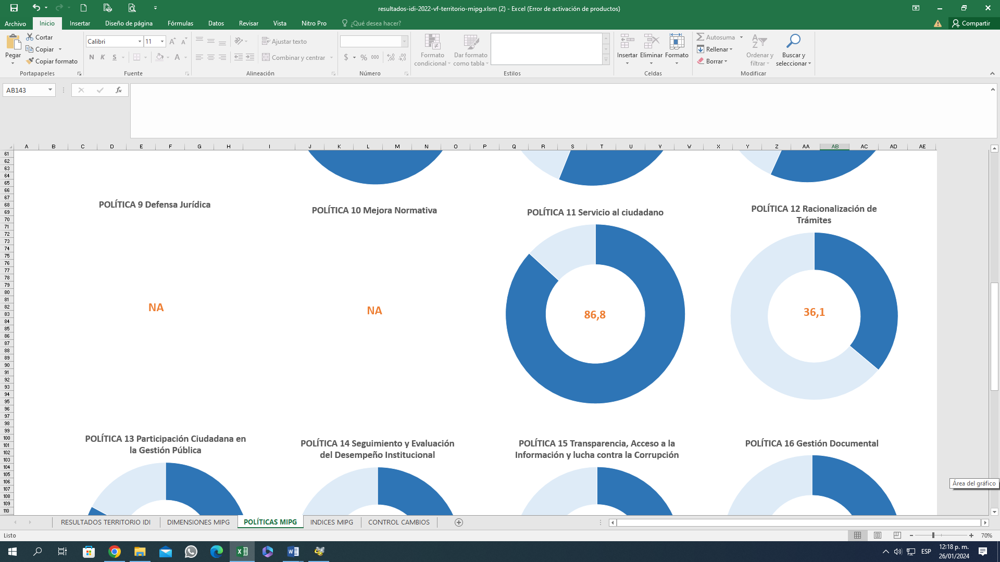 resultados-idi-2022-vf-territorio-mipg.xlsm (2) - Excel (Error de activación de productos)
Archivo Inicio Insertar Diseño de página Fórmulas Datos Revisar Vista Nitro Pro ¿Qué desea hacer? Compartir
Pegar
Cortar
Copiar
Copiar formato
Portapapeles
Calibri 11
N K S
Fuente
Ajustar texto
Combinar y centrar
Alineación
$ % 000
Número
Formato condicional
Dar formato como tabla
Estilos
Insertar Eliminar Formato
Celdas
Autosuma
Rellenar
Borrar
Ordenar y filtrar
Buscar y seleccionar
Modificar
AB143 fx
A B C D E F G H I J K L M N O P Q R S T U V W X Y Z AA AB AC AD AE
61
62
63
64
65
66
67
68
69
70
71
72
73
74
75
76
77
78
79
80
81
82
83
84
85
86
87
88
89
90
91
92
93
94
95
96
97
98
99
100
101
102
103
104
105
106
107
108
109
110
POLÍTICA 9 Defensa Jurídica
NA
POLÍTICA 10 Mejora Normativa
NA
POLÍTICA 11 Servicio al ciudadano
86,8
POLÍTICA 12 Racionalización de
Trámites
36,1
POLÍTICA 13 Participación Ciudadana en
la Gestión Pública
POLÍTICA 14 Seguimiento y Evaluación
del Desempeño Institucional
POLÍTICA 15 Transparencia, Acceso a la
Información y lucha contra la Corrupción
POLÍTICA 16 Gestión Documental
Área del gráfico
RESULTADOS TERRITORIO IDI DIMENSIONES MIPG POLÍTICAS MIPG INDICES MIPG CONTROL CAMBIOS
Listo
70%
ESP
12:18 p. m.
26/01/2024